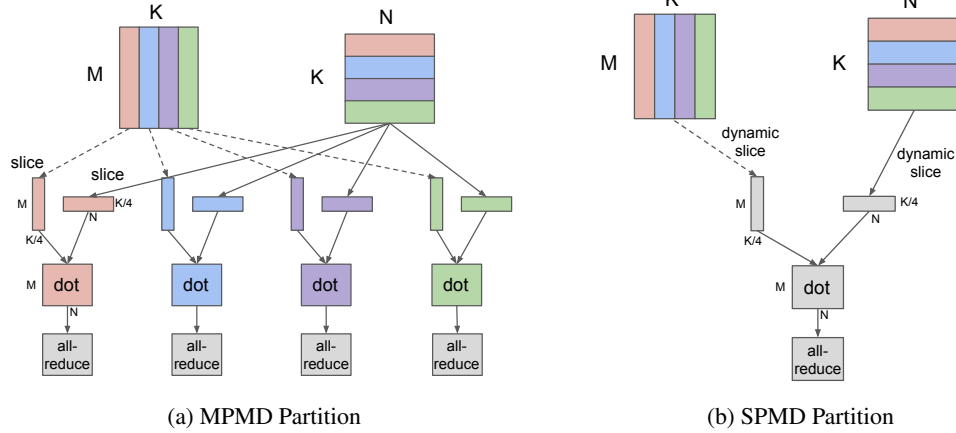 K
N
M
K
slice
slice
M
K/4
N
K/4
M
dot
dot
dot
dot
N
all-
reduce
all-
reduce
all-
reduce
all-
reduce
(a) MPMD Partition
K
N
M
K
dynamic
slice
dynamic
slice
M
K/4
K/4
N
M
dot
N
all-
reduce
(b) SPMD Partition